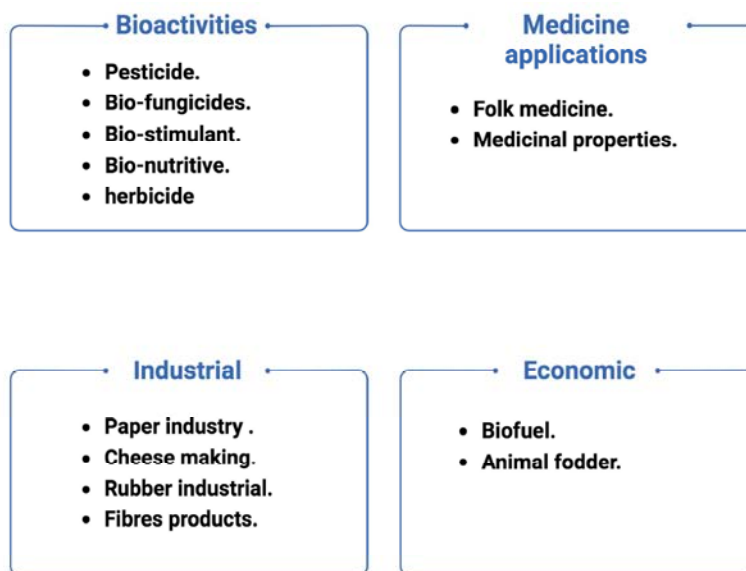 Bioactivities
Pesticide.
Bio-fungicides.
Bio-stimulant.
Bio-nutritive.
herbicide
Medicine
applications
Folk medicine.
Medicinal properties.
Industrial
Paper industry .
Cheese making.
Rubber industrial.
Fibres products.
Economic
Biofuel.
Animal fodder.